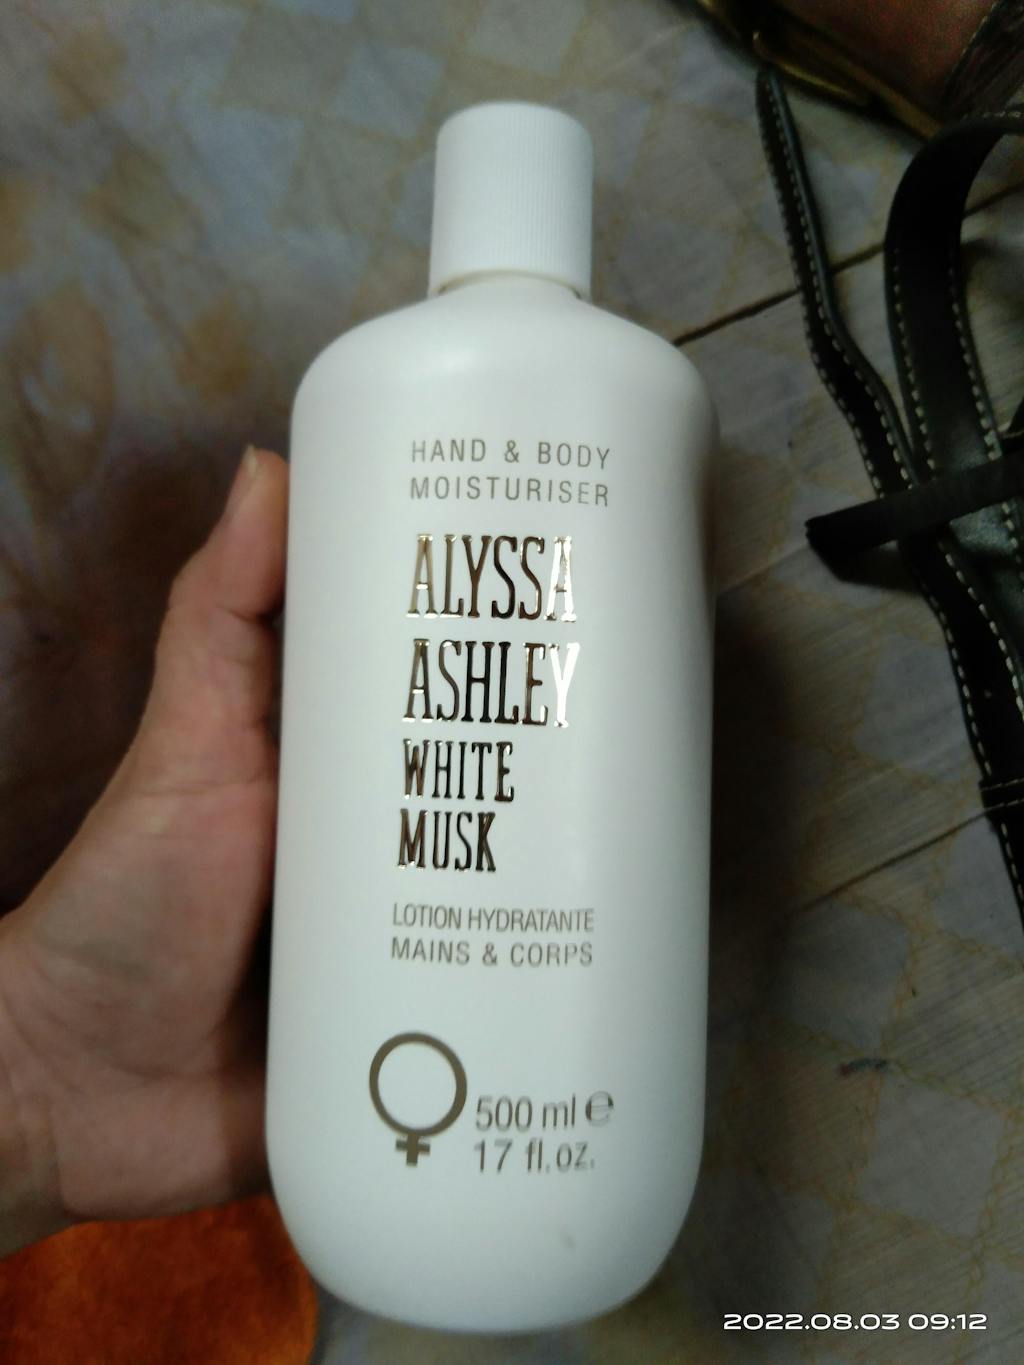 HAND & BODY
MOISTURISER
ALYSSA
ASHLEY
WHITE
MUSK
LOTION HYDRATANTE
MAINS & CORPS
500 ml ℮
17 fl.oz.
2022.08.03 09:12